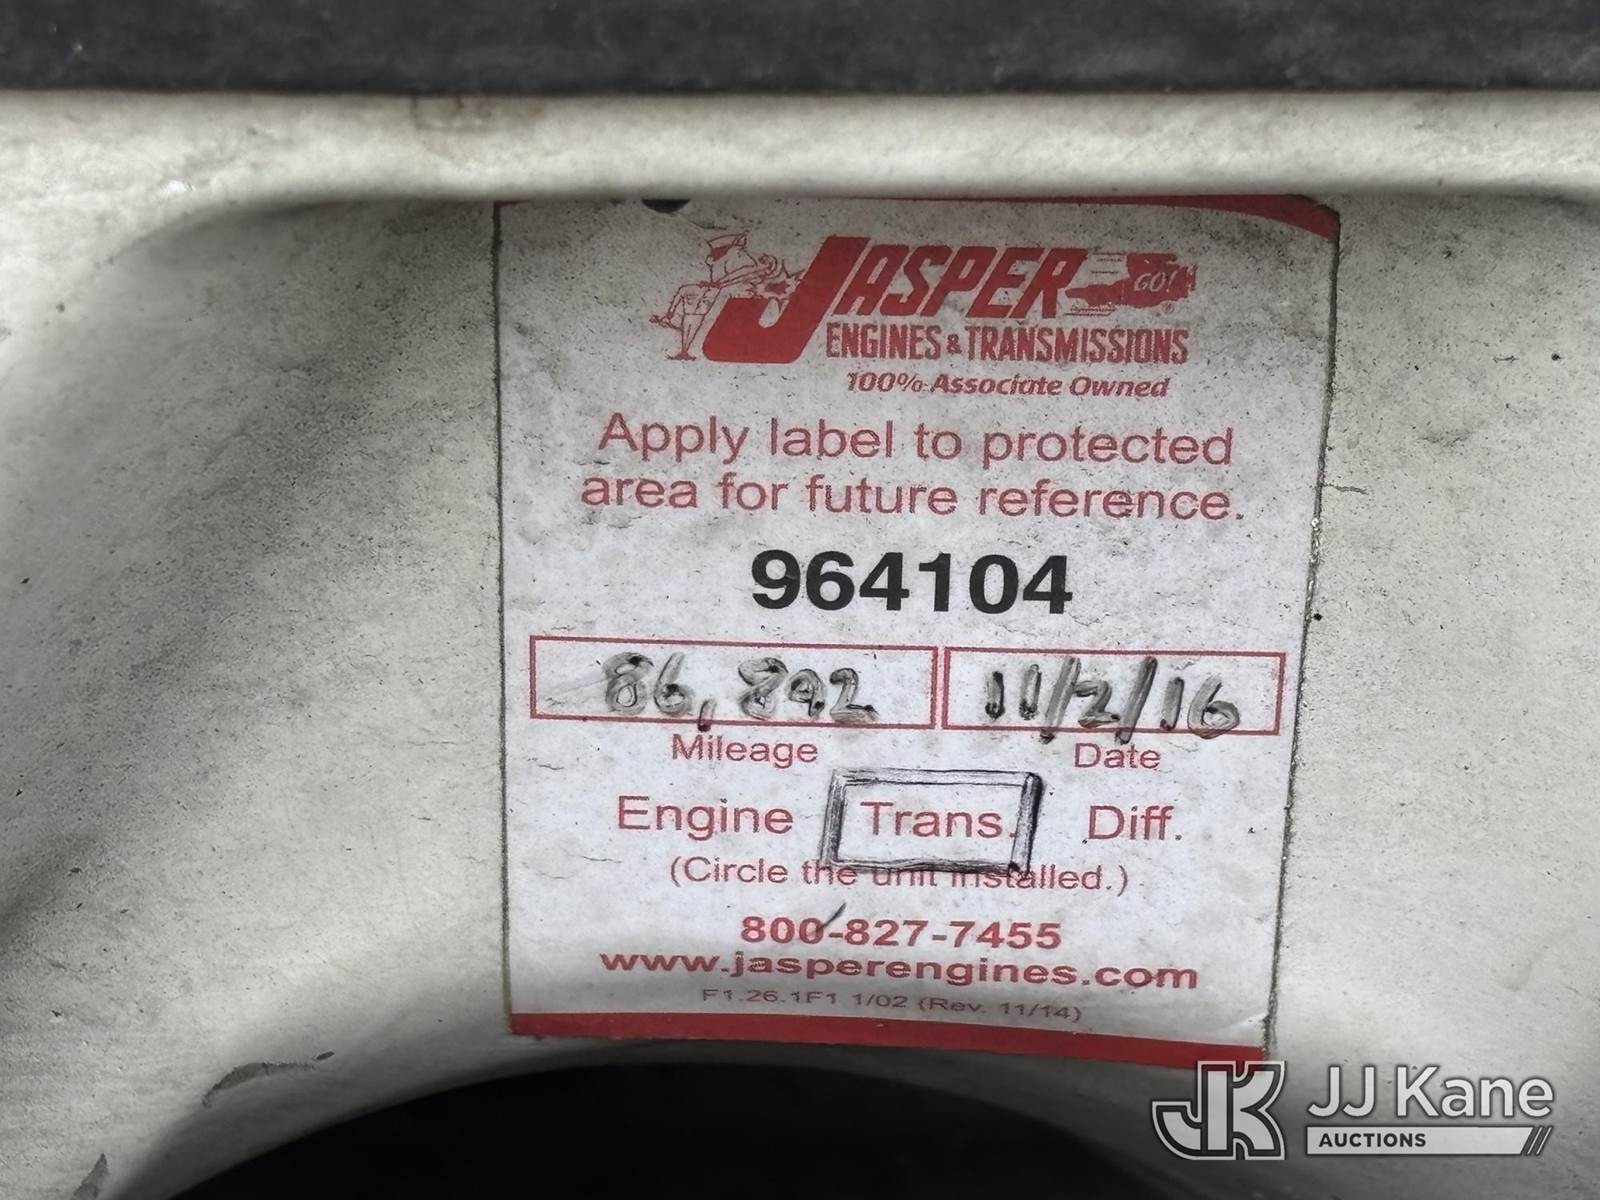 JASPER GO!
ENGINES & TRANSMISSIONS
100% Associate Owned
Apply label to protected
area for future reference.
964104
86,892 11/2/16
Mileage Date
Engine Trans. Diff.
(Circle the unit installed.)
800-827-7455
www.jasperengines.com
F1.26.1F1 1/02 (Rev. 11/14)
JK JJ Kane
AUCTIONS